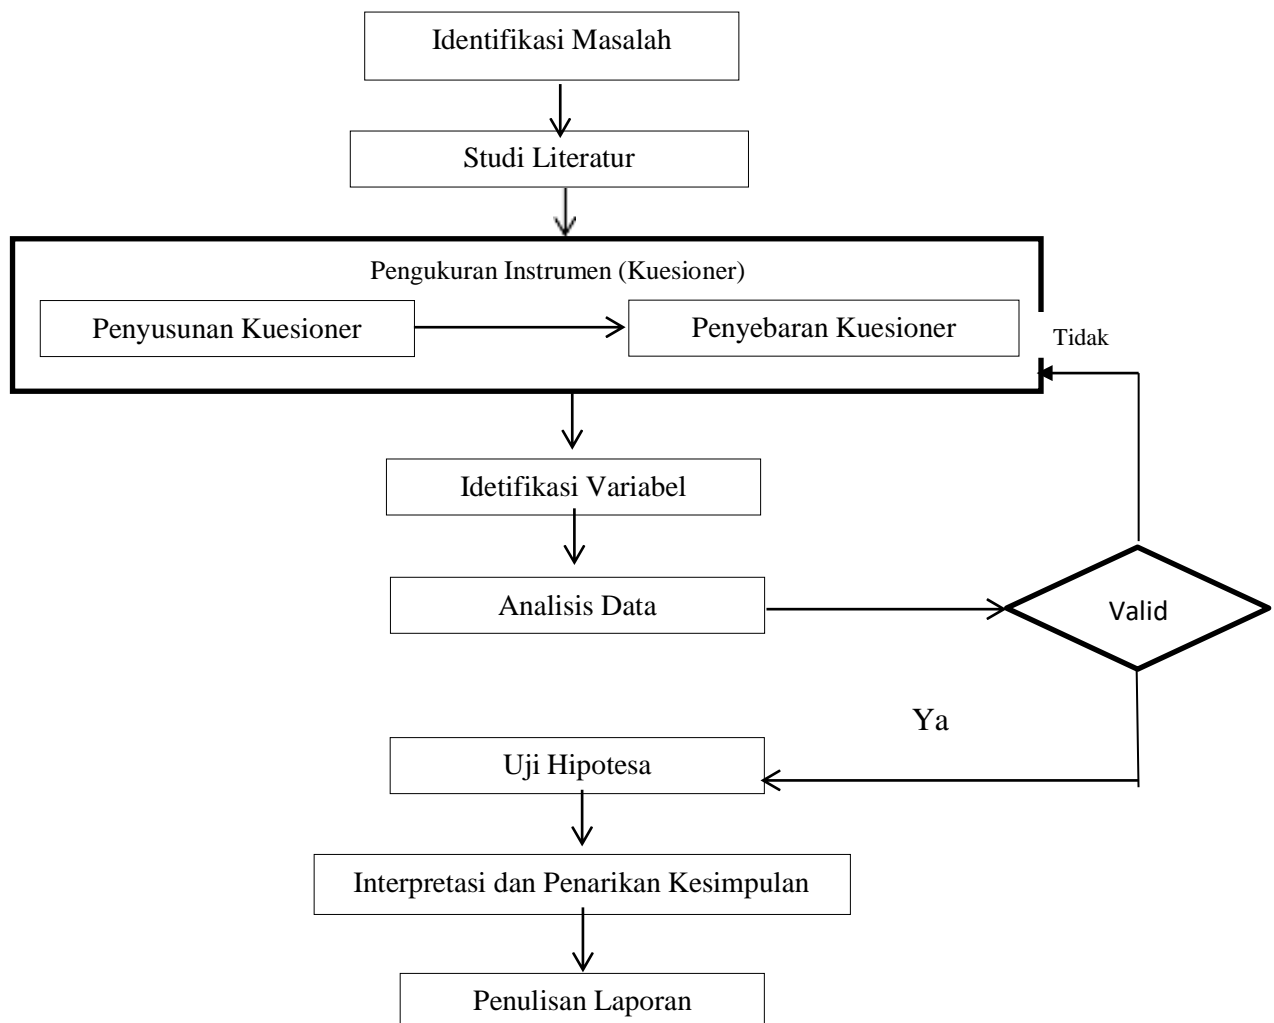 Identifikasi Masalah
Studi Literatur
Pengukuran Instrumen (Kuesioner)
Penyusunan Kuesioner
Penyebaran Kuesioner
Tidak
Idetifikasi Variabel
Analisis Data
Valid
Ya
Uji Hipotesa
Interpretasi dan Penarikan Kesimpulan
Penulisan Laporan